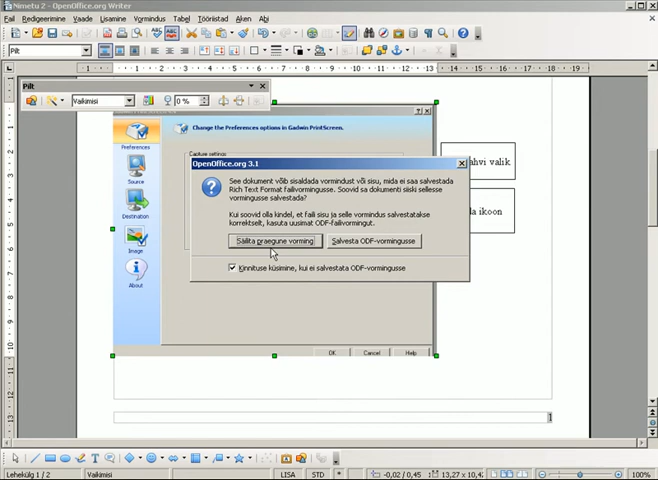 Nimetu 2 - OpenOffice.org Writer
Fail Redigeerimine Vaade Lisamine Vormindus Tabel Tööriistad Aken Abi
Pilt
Pilt
Vaikimisi 0 %
Change the Preferences options in Gadwin PrintScreen.
Preferences
Capture settings
Source
Destination
Image
About
ahvi valik
ikoon
OpenOffice.org 3.1
See dokument võib sisaldada vormindust või sisu, mida ei saa salvestada
Rich Text Format failivormingusse. Soovid sa dokumenti siiski sellesse
vormingusse salvestada?
Kui soovid olla kindel, et faili sisu ja selle vormindus salvestatakse
korrektselt, kasuta uusimat ODF-failivormingut.
Säilita praegune vorming Salvesta ODF-vormingusse
Kinnituse küsimine, kui ei salvestata ODF-vormingusse
OK Cancel Help
1
Lehekülg 1 / 2 Vaikimisi LISA STD * -0,02 / 0,45 13,27 x 10,4 100%